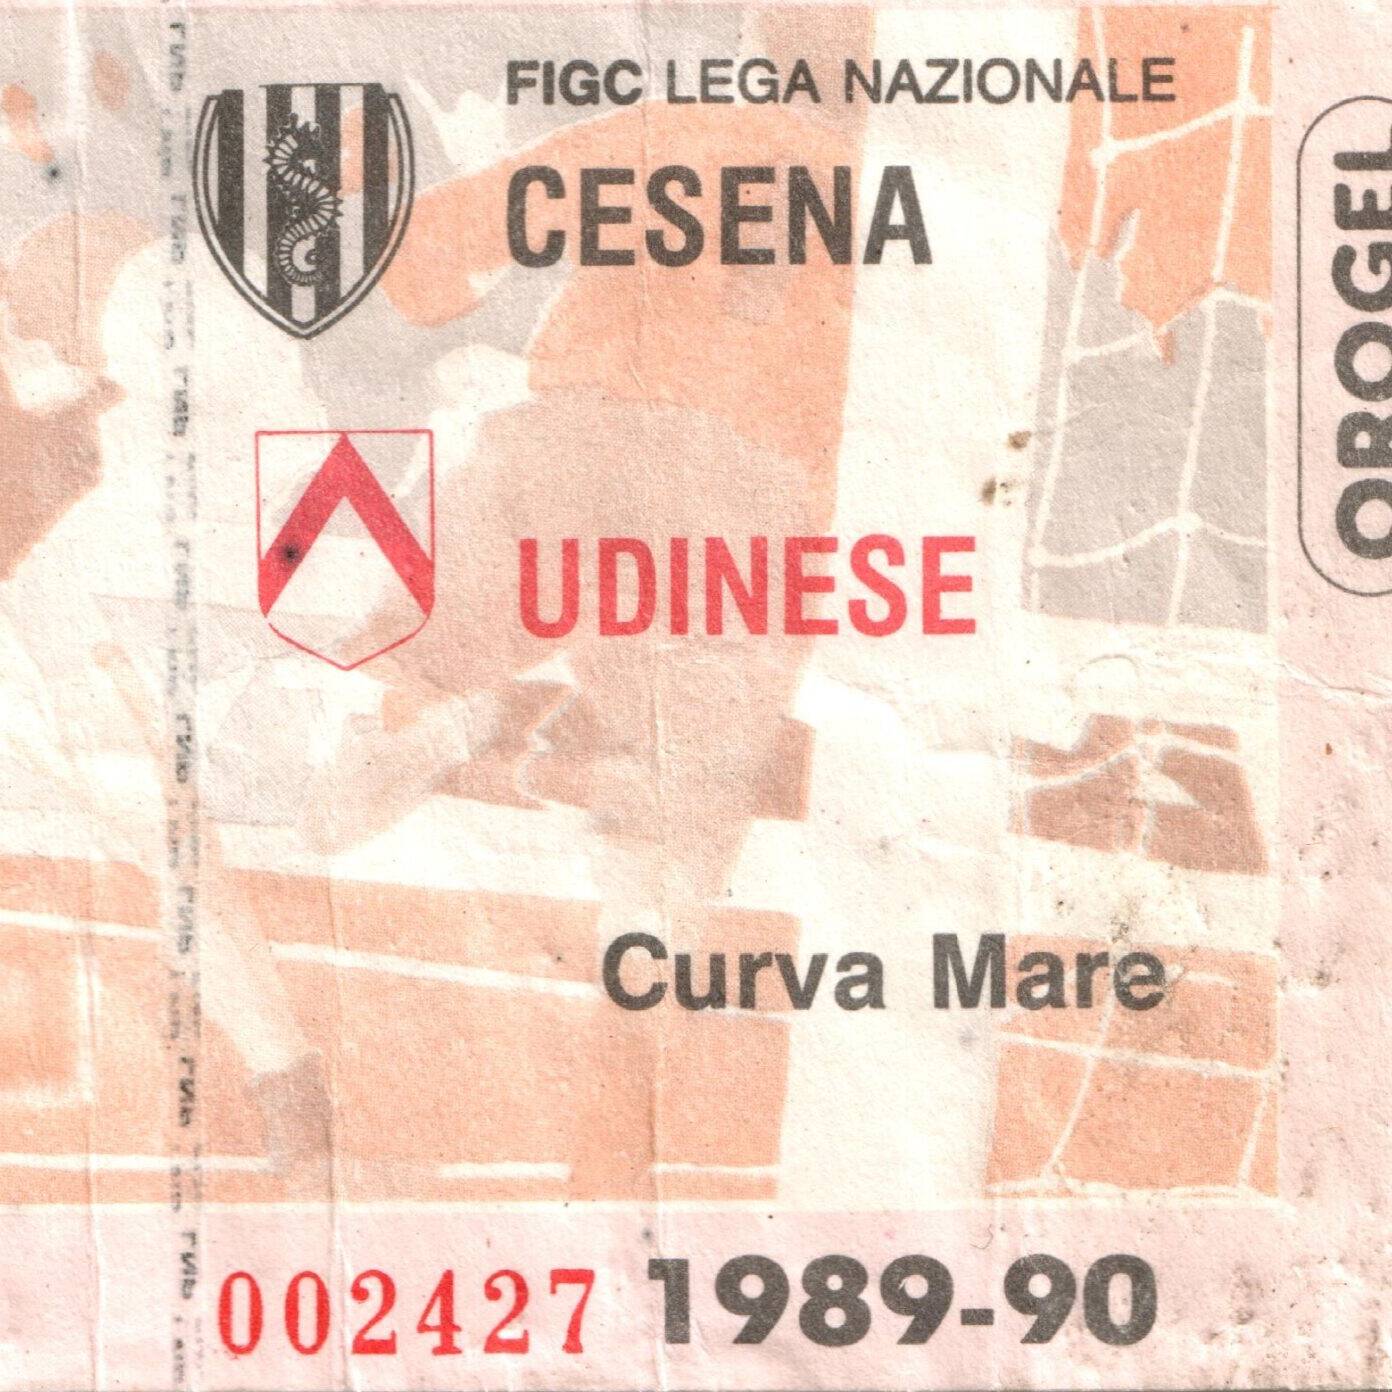 FIGC LEGA NAZIONALE
CESENA
UDINESE
Curva Mare
002427 1989-90
OROGEL